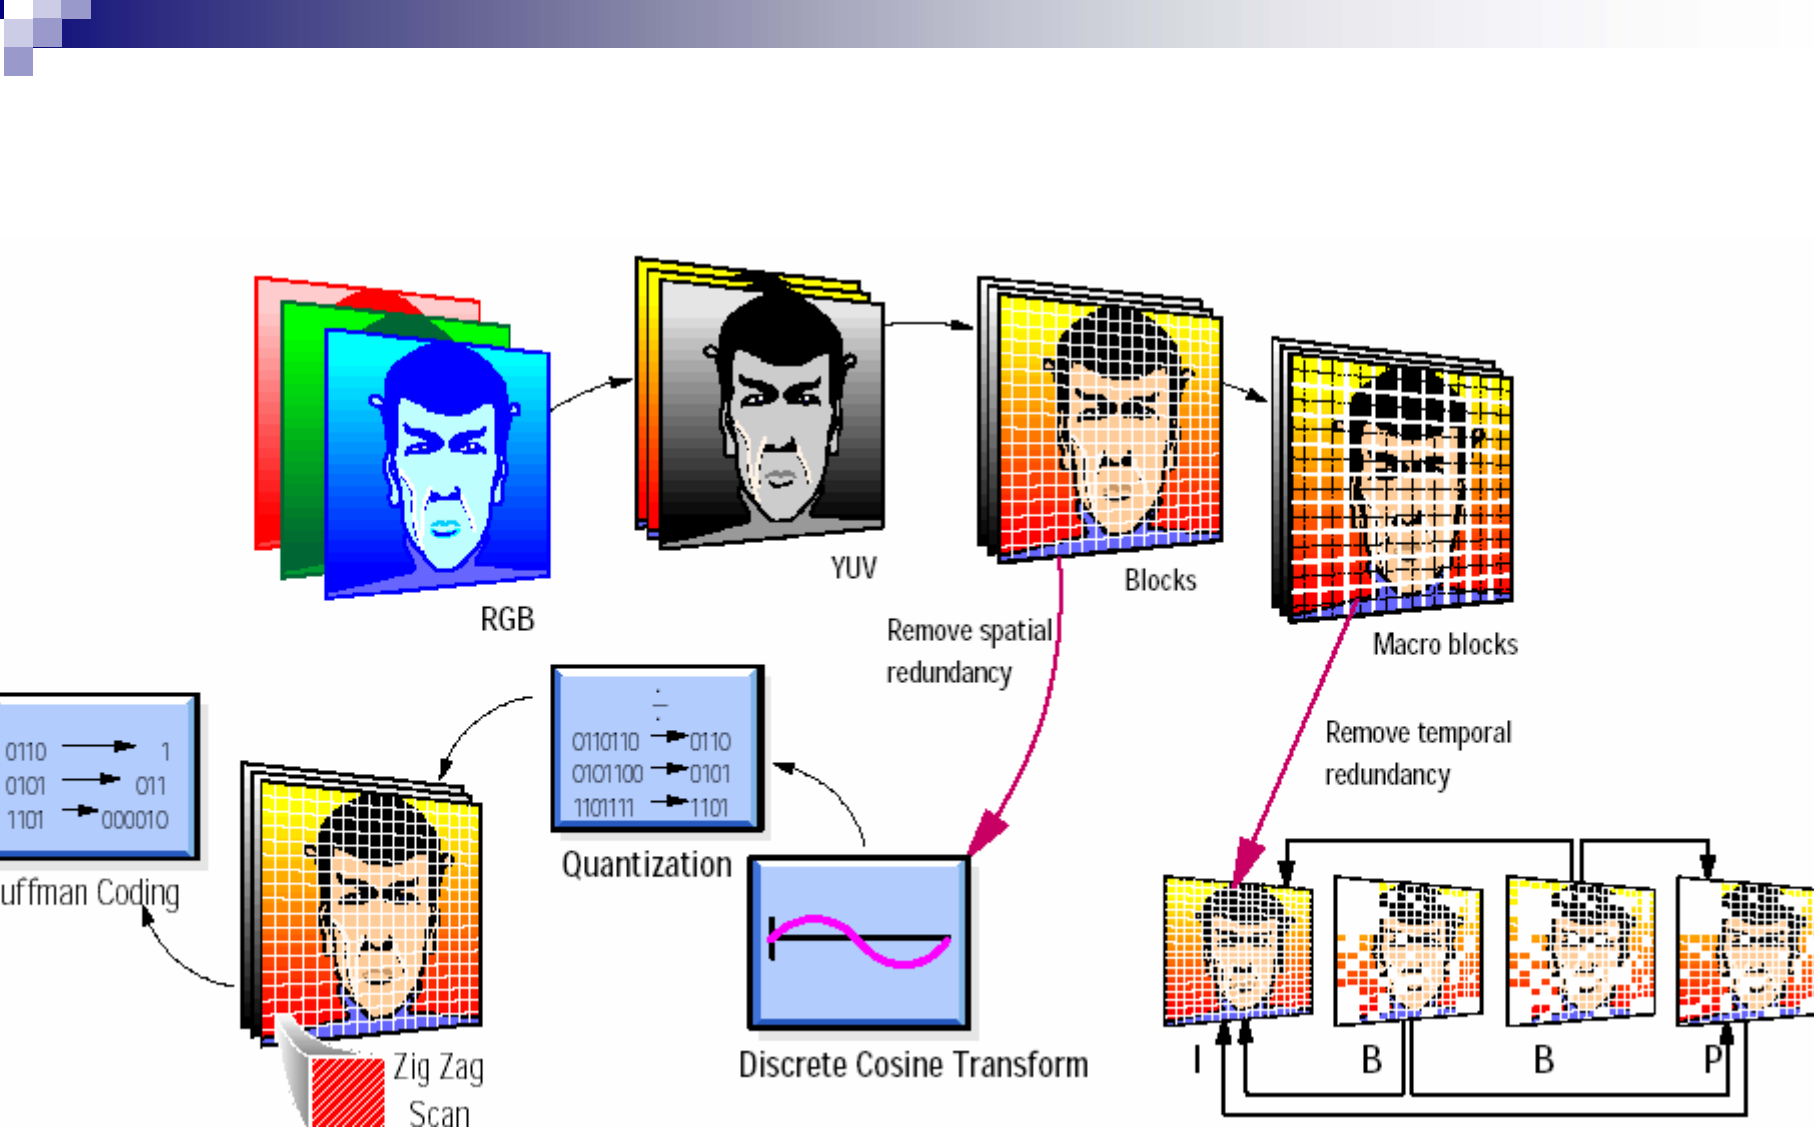 RGB
YUV
Blocks
Macro blocks
Remove spatial
redundancy
Remove temporal
redundancy
0110 1
0101 011
1101 000010
uffman Coding
0110110 0110
0101100 0101
1101111 1101
Quantization
Discrete Cosine Transform
Zig Zag
Scan
I B B P